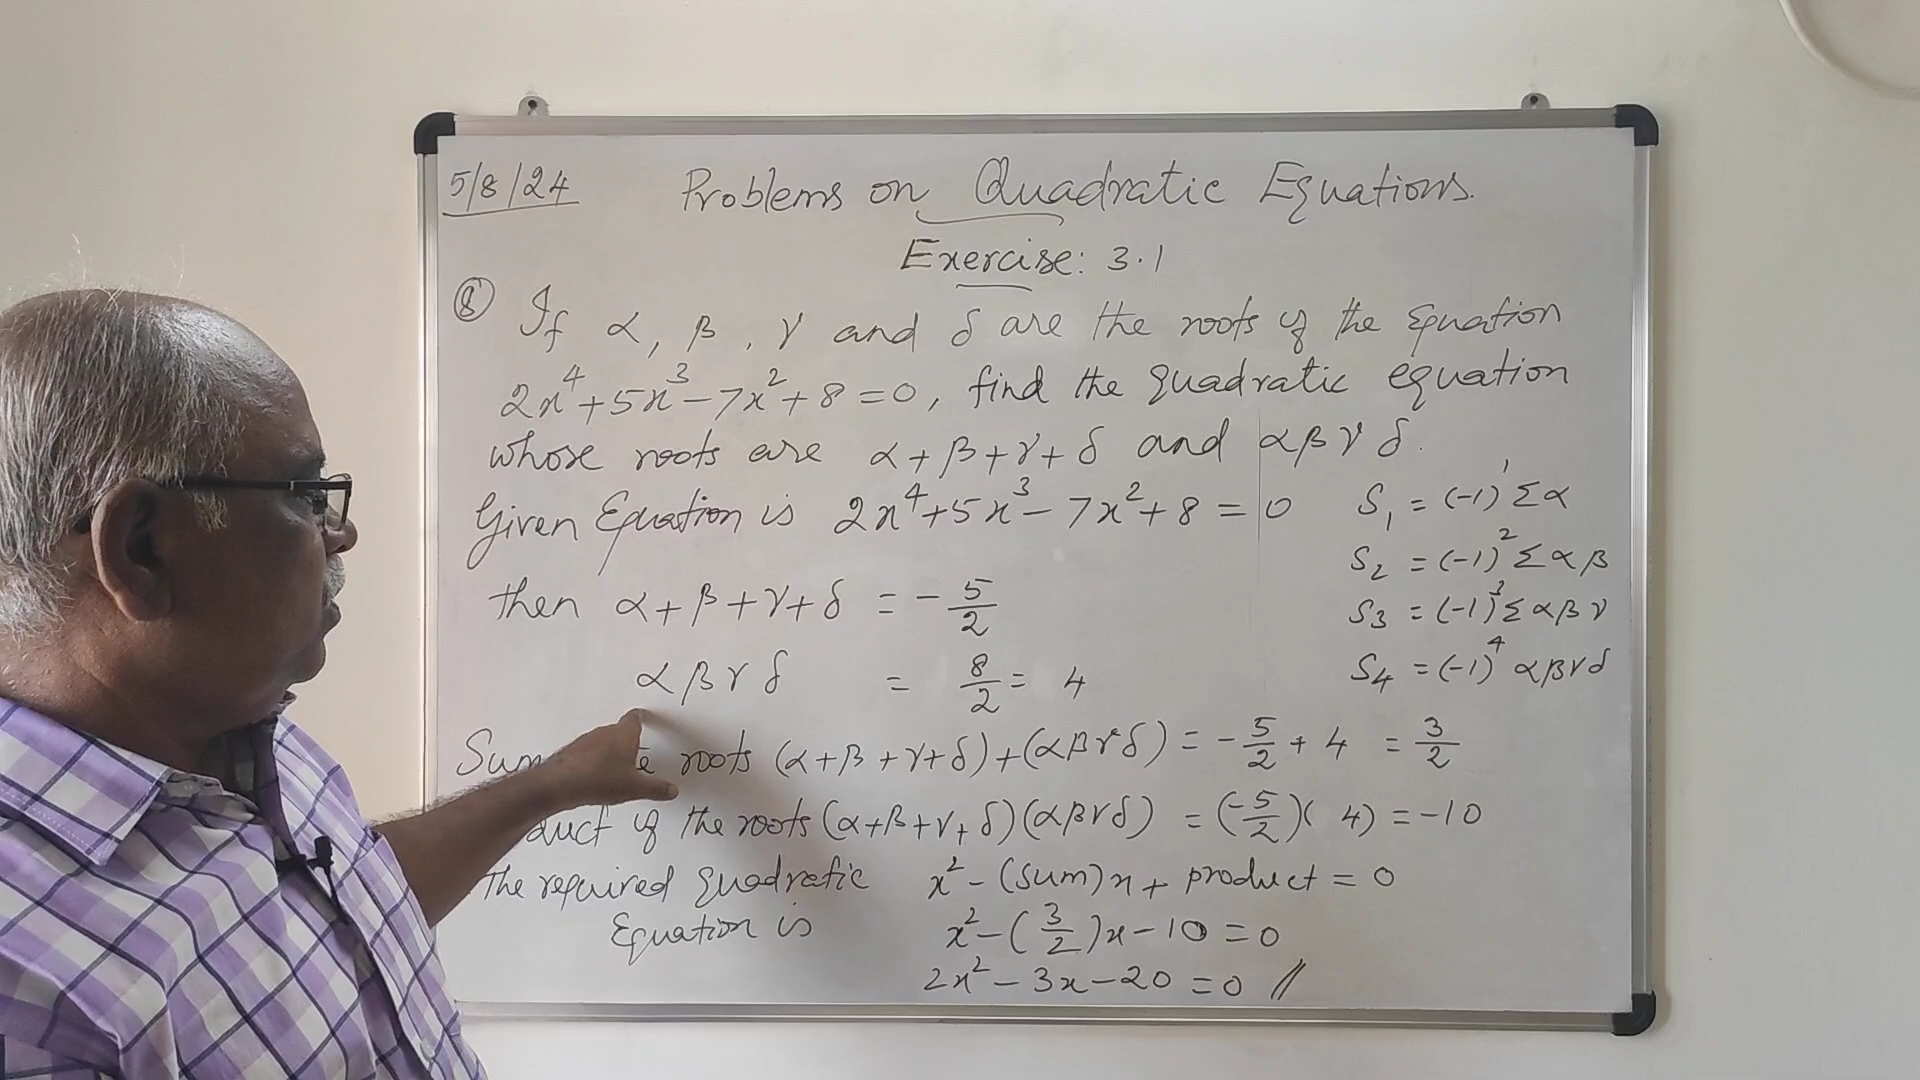 5/8/24 Problems on Quadratic Equations.
Exercise: 3.1
⑧ If α, β, γ and δ are the roots of the Equation
2x⁴+5x³−7x²+8=0, find the quadratic equation
whose roots are α+β+γ+δ and αβγδ.
Given Equation is 2x⁴+5x³−7x²+8=0
then α+β+γ+δ = −5/2
αβγδ = 8/2 = 4
S₁ = (-1)¹ Σα
S₂ = (-1)² Σαβ
S₃ = (-1)³ Σαβγ
S₄ = (-1)⁴ αβγδ
Sum roots (α+β+γ+δ)+(αβγδ) = −5/2 + 4 = 3/2
duct of the roots (α+β+γ+δ)(αβγδ) = (−5/2)(4) = −10
The required quadratic x² − (sum)x + product = 0
Equation is x² − (3/2)x − 10 = 0
2x² − 3x − 20 = 0 //